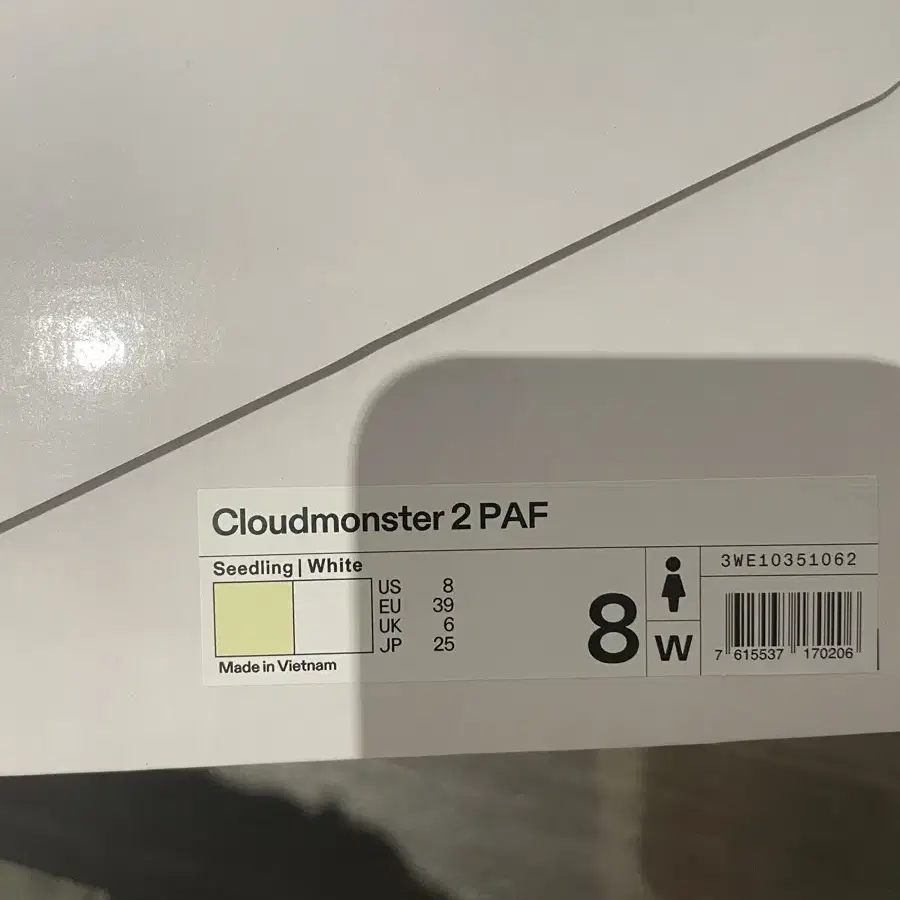 Cloudmonster 2 PAF
Seedling | White
US 8
EU 39
UK 6
JP 25
Made in Vietnam
8
W
3WE10351062
7 615537 170206